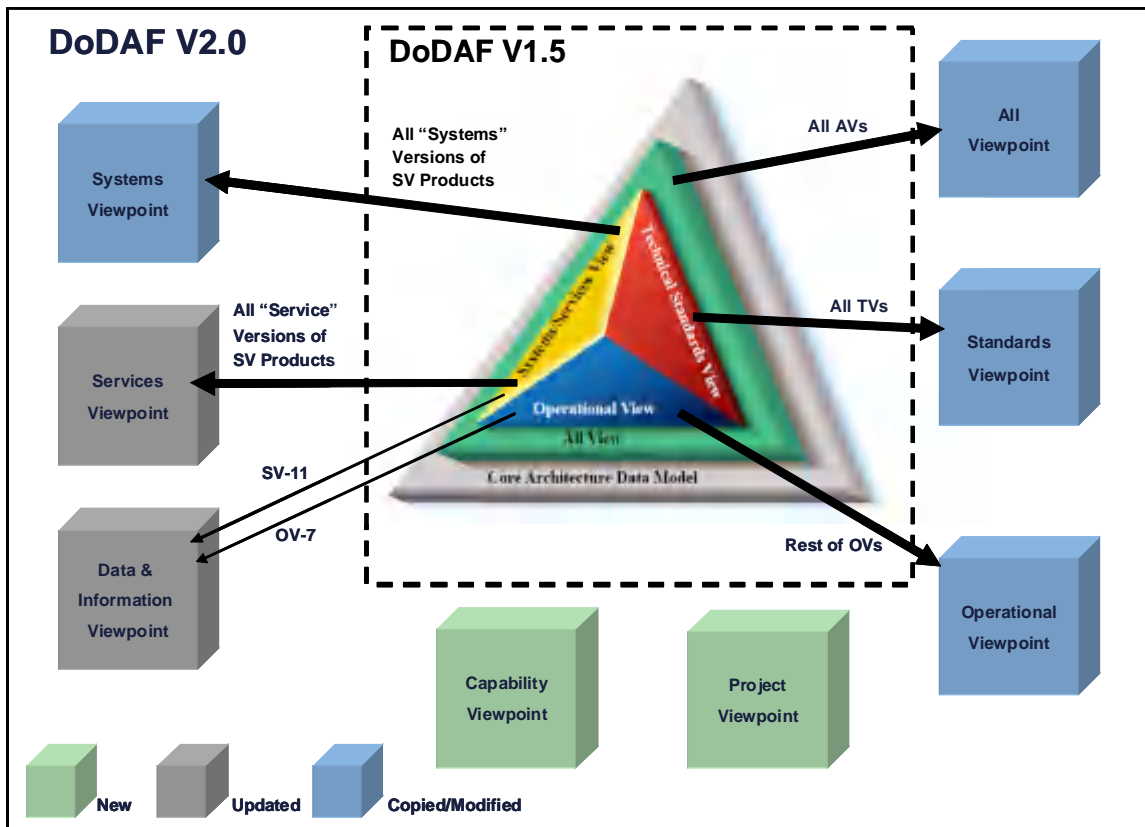 DoDAF V2.0
DoDAF V1.5
Systems
Viewpoint
All “Systems”
Versions of
SV Products
All AVs
All
Viewpoint
Services
Viewpoint
All “Service”
Versions of
SV Products
Systems/Services View
Technical Standards View
Operational View
All View
Core Architecture Data Model
All TVs
Standards
Viewpoint
SV-11
OV-7
Data &
Information
Viewpoint
Rest of OVs
Operational
Viewpoint
Capability
Viewpoint
Project
Viewpoint
New
Updated
Copied/Modified